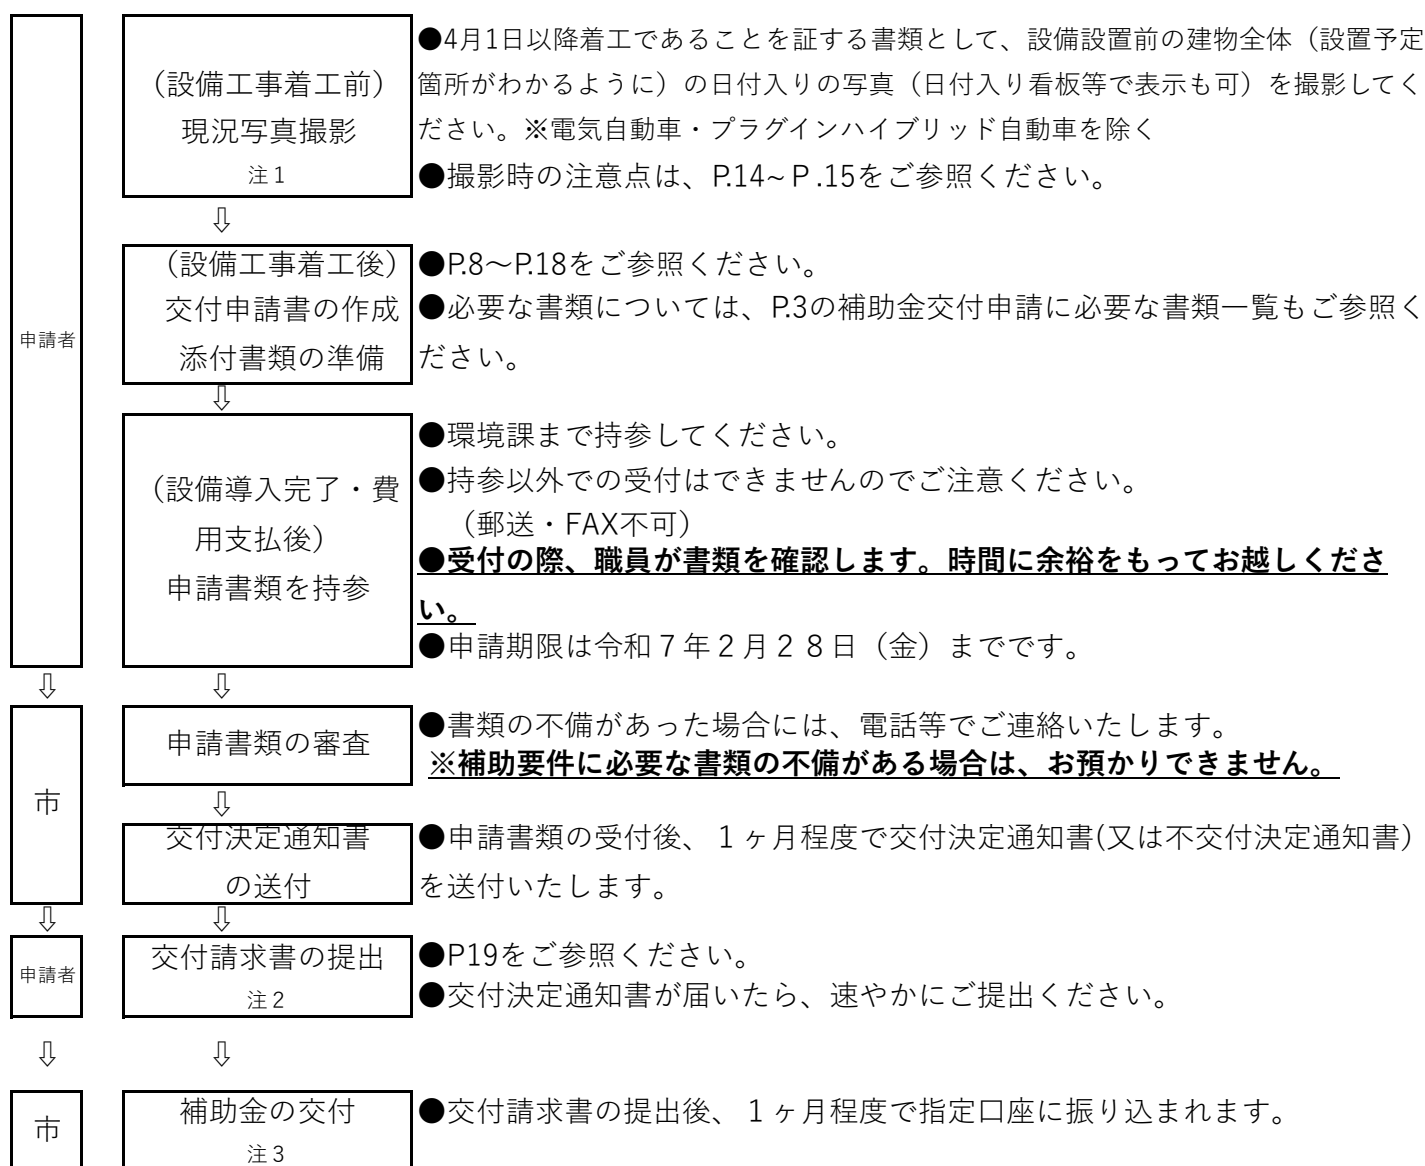 申請者
（設備工事着工前）
現況写真撮影
注１
●4月1日以降着工であることを証する書類として、設備設置前の建物全体（設置予定
箇所がわかるように）の日付入りの写真（日付入り看板等で表示も可）を撮影してく
ださい。※電気自動車・プラグインハイブリッド自動車を除く
●撮影時の注意点は、P.14~Ｐ.15をご参照ください。
⇩
（設備工事着工後）
交付申請書の作成
添付書類の準備
●P.8～P.18をご参照ください。
●必要な書類については、P.3の補助金交付申請に必要な書類一覧もご参照く
ださい。
⇩
（設備導入完了・費
用支払後）
申請書類を持参
●環境課まで持参してください。
●持参以外での受付はできませんのでご注意ください。
（郵送・FAX不可）
●受付の際、職員が書類を確認します。時間に余裕をもってお越しくださ
い。
●申請期限は令和７年２月２８日（金）までです。
⇩ ⇩
市
申請書類の審査
●書類の不備があった場合には、電話等でご連絡いたします。
※補助要件に必要な書類の不備がある場合は、お預かりできません。
⇩
交付決定通知書
の送付
●申請書類の受付後、１ヶ月程度で交付決定通知書(又は不交付決定通知書）
を送付いたします。
⇩ ⇩
申請者
交付請求書の提出
注２
●P19をご参照ください。
●交付決定通知書が届いたら、速やかにご提出ください。
⇩ ⇩
市
補助金の交付
注３
●交付請求書の提出後、１ヶ月程度で指定口座に振り込まれます。